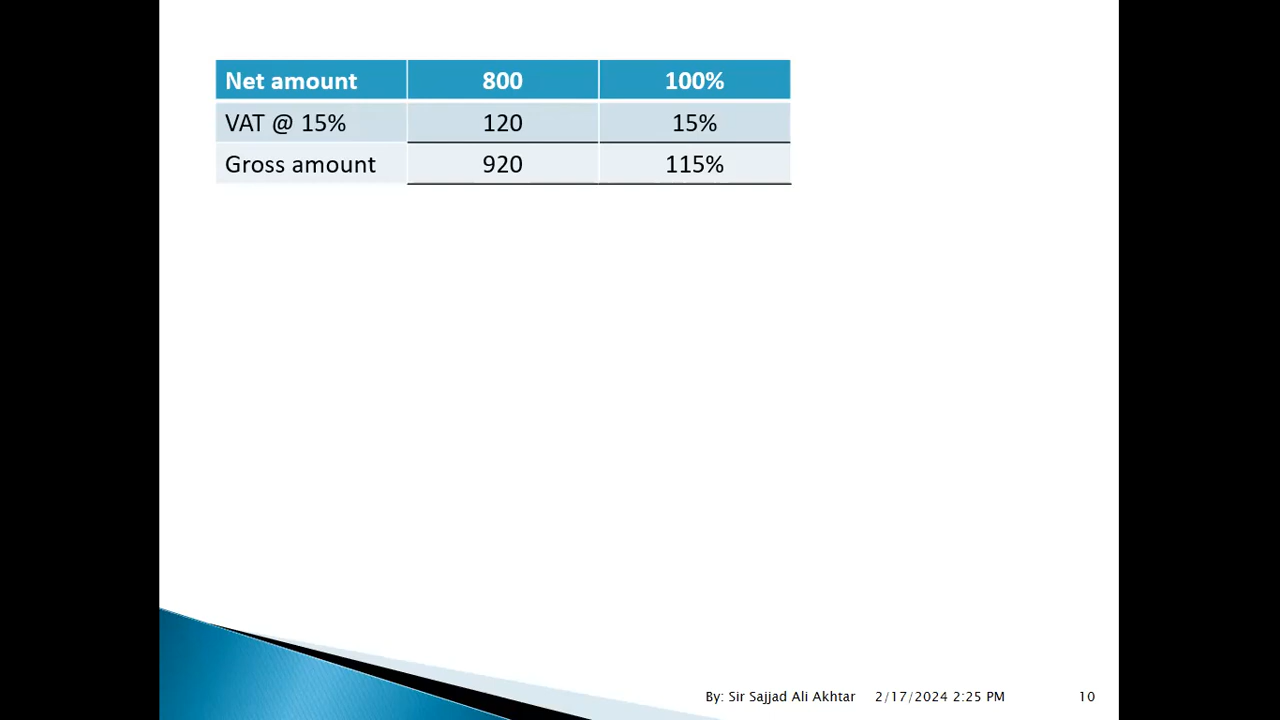 Net amount 800 100%
VAT @ 15% 120 15%
Gross amount 920 115%
By: Sir Sajjad Ali Akhtar 2/17/2024 2:25 PM 10